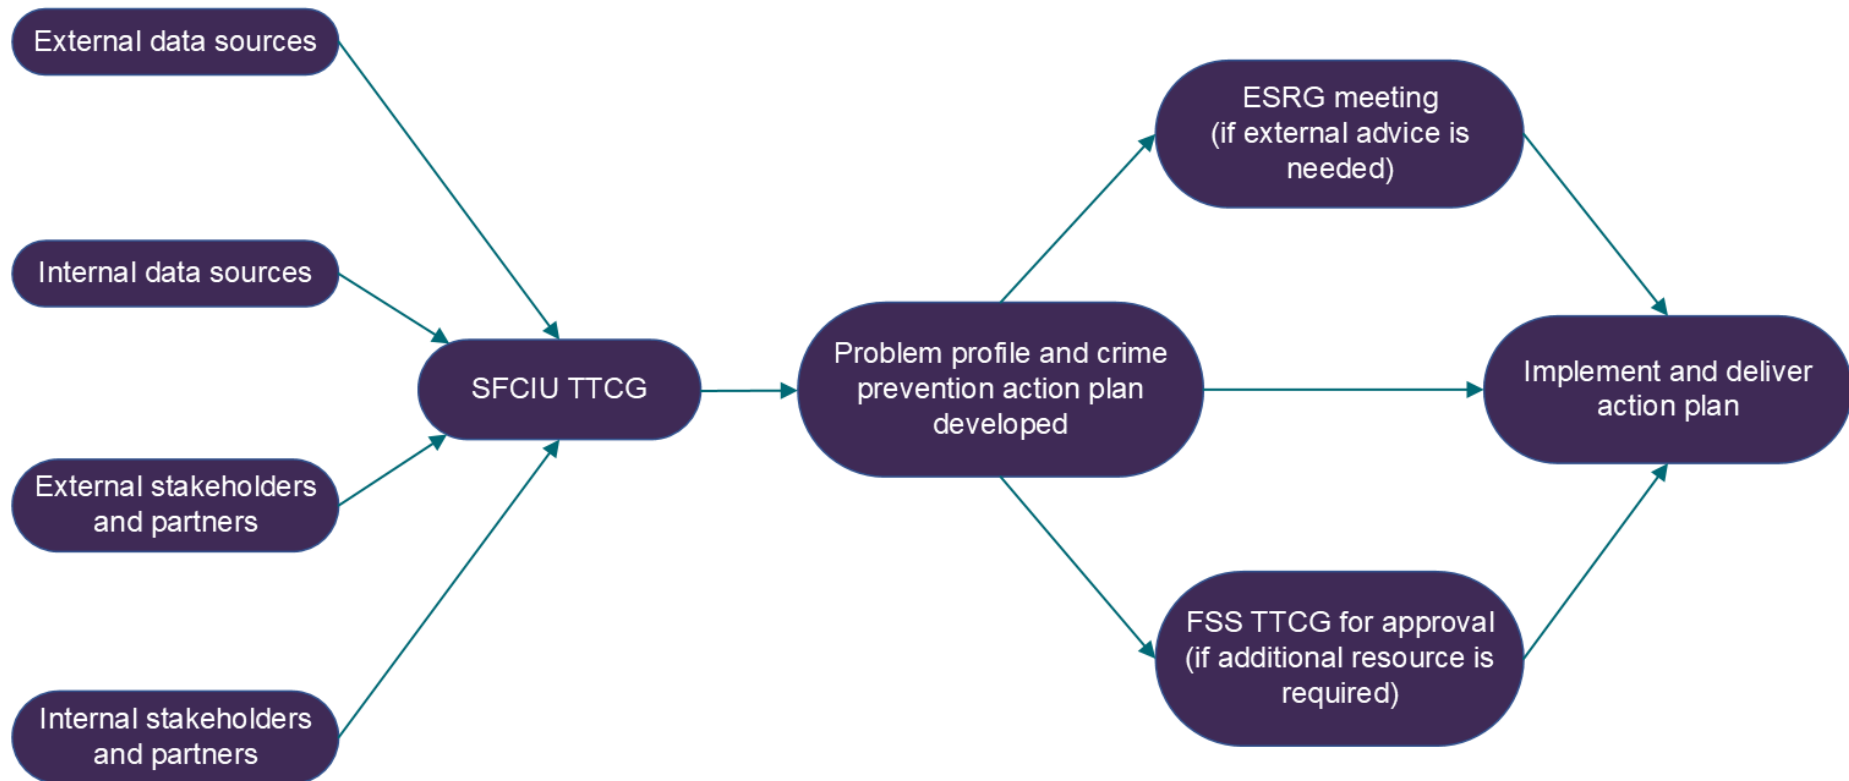 External data sources
Internal data sources
External stakeholders
and partners
Internal stakeholders
and partners
SFCIU TTCG
Problem profile and crime
prevention action plan
developed
ESRG meeting
(if external advice is
needed)
FSS TTCG for approval
(if additional resource is
required)
Implement and deliver
action plan